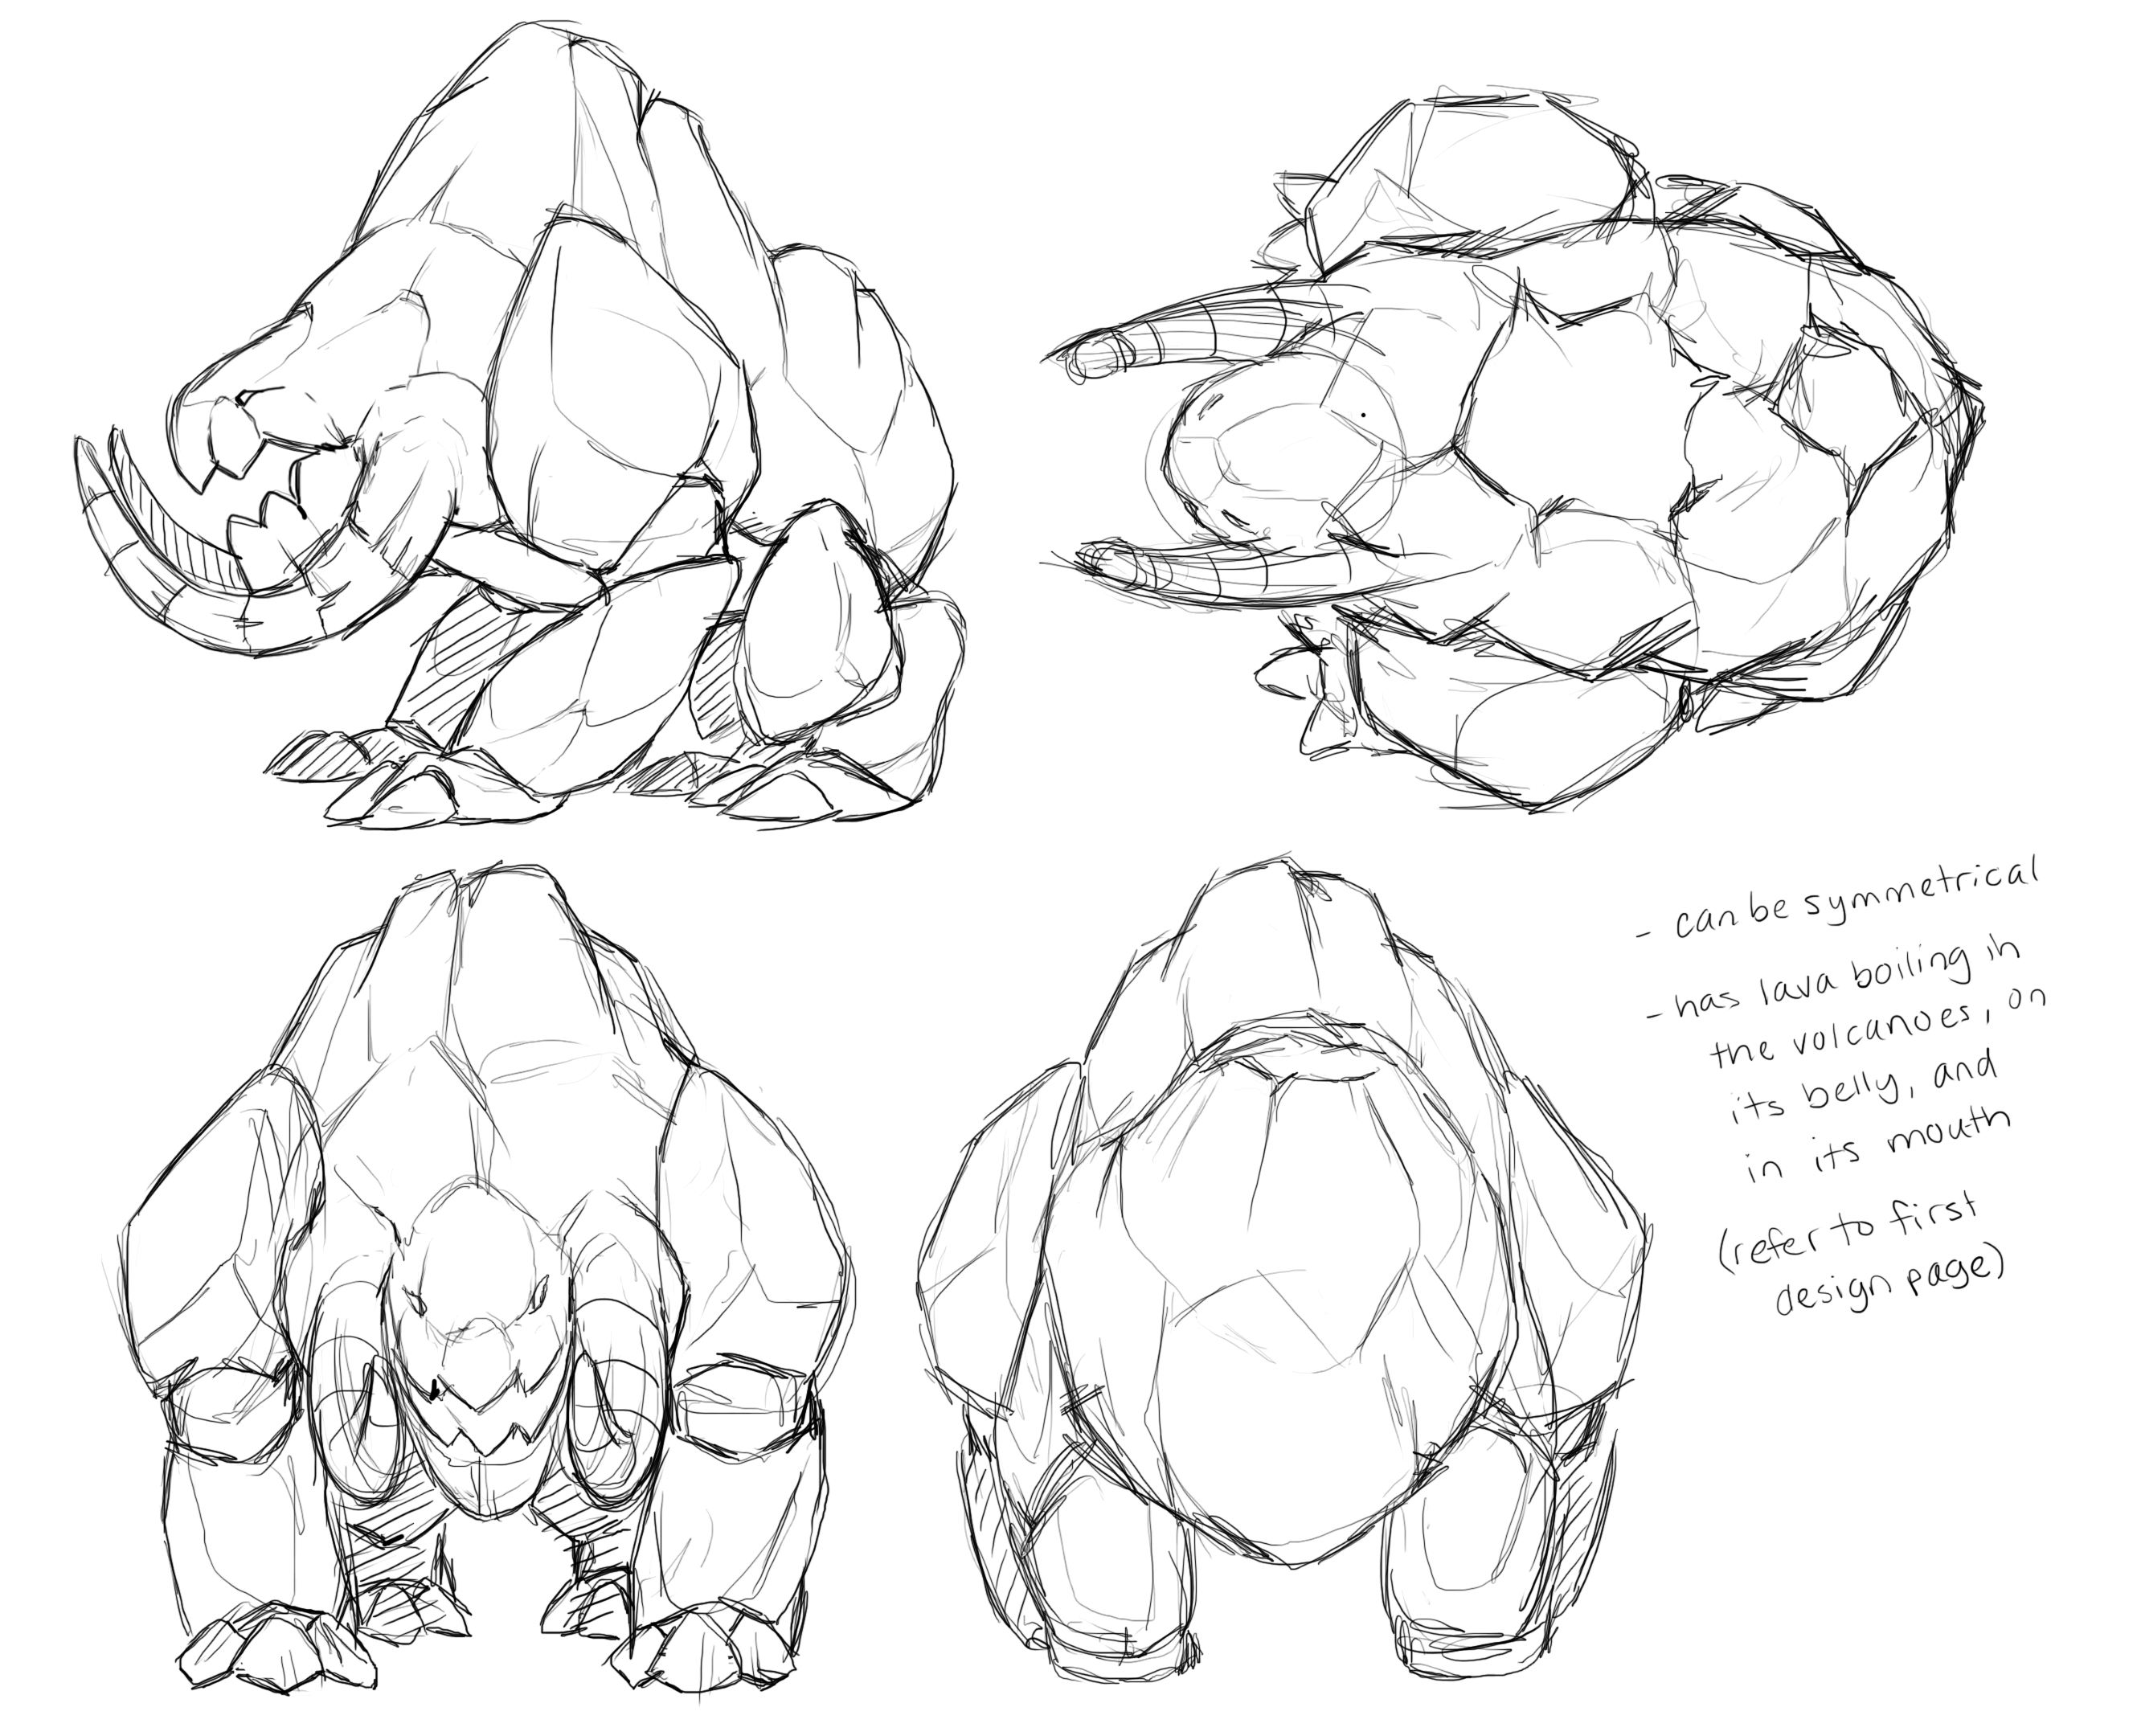 - can be symmetrical
- has lava boiling in
the volcanoes, on
its belly, and
in its mouth
(refer to first
design page)